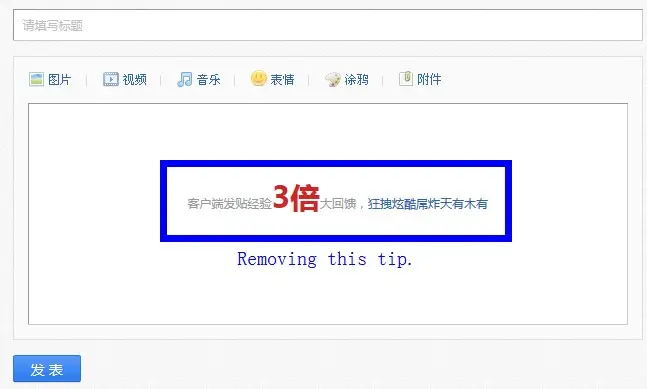 请填写标题
图片 视频 音乐 表情 涂鸦 附件
客户端发贴经验3倍大回馈，狂拽炫酷屌炸天有木有
Removing this tip.
发表